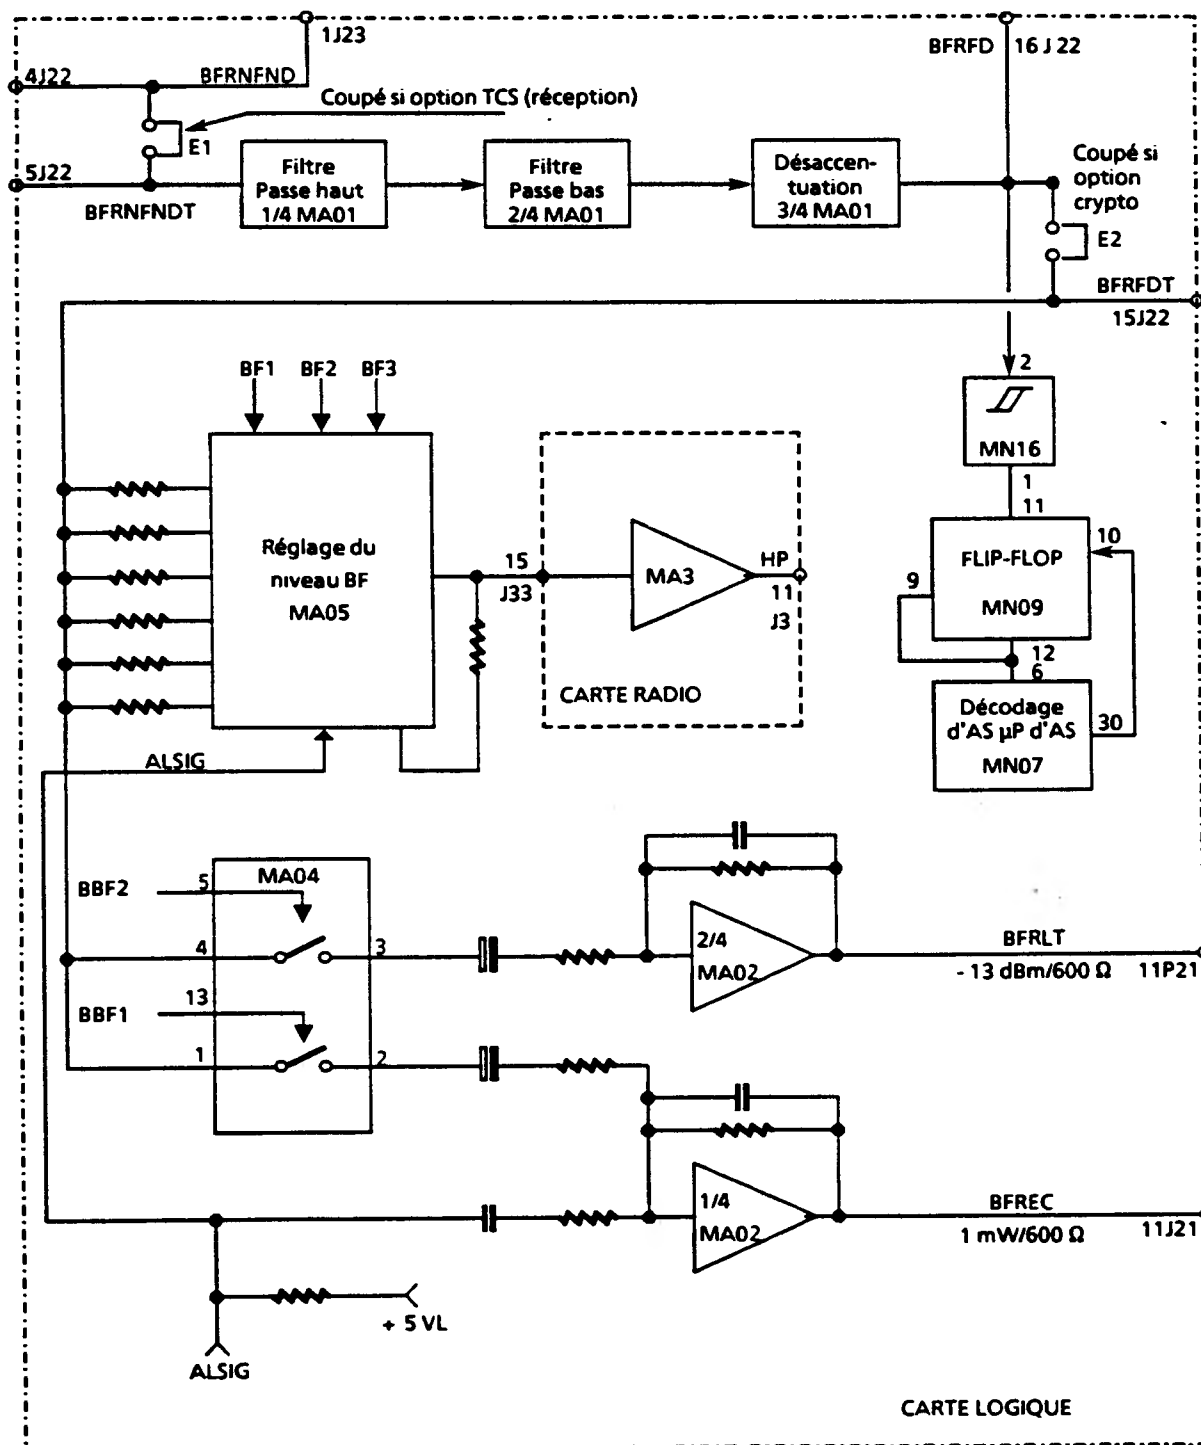 1J23
BFRFD
16 J 22
4J22
BFRNFND
Coupé si option TCS (réception)
E1
5J22
BFRNFNDT
Filtre
Passe haut
1/4 MA01
Filtre
Passe bas
2/4 MA01
Désaccen-
tuation
3/4 MA01
Coupé si
option
crypto
E2
BFRFDT
15J22
BF1
BF2
BF3
2
MN16
1
11
Réglage du
niveau BF
MA05
15
J33
MA3
HP
11
J3
CARTE RADIO
10
FLIP-FLOP
9
MN09
12
6
Décodage
d'AS µP d'AS
MN07
30
ALSIG
BBF2
5
MA04
4
3
BBF1
13
1
2
2/4
MA02
BFRLT
- 13 dBm/600 Ω
11P21
1/4
MA02
BFREC
1 mW/600 Ω
11J21
+ 5 VL
ALSIG
CARTE LOGIQUE